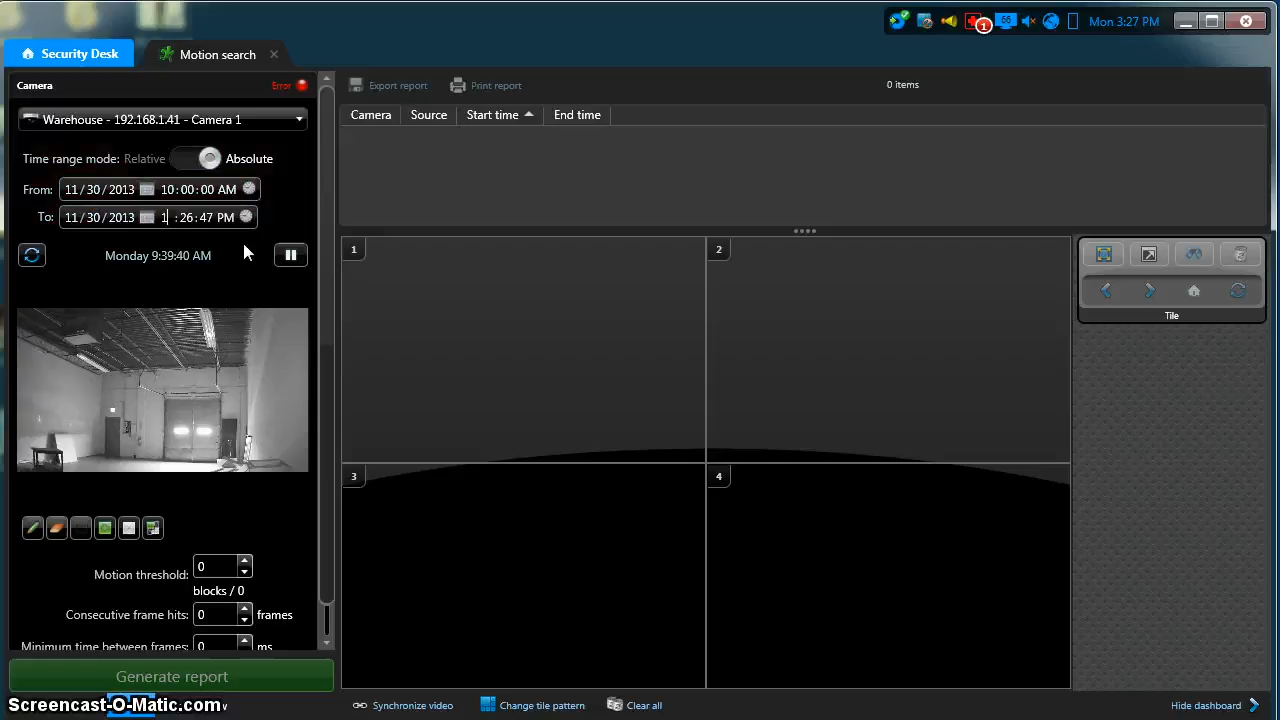 66
1
Mon 3:27 PM
Security Desk
Motion search
Camera
Error
Export report
Print report
0 items
Warehouse - 192.168.1.41 - Camera 1
Camera
Source
Start time
End time
Time range mode: Relative
Absolute
From: 11/30/2013 10:00:00 AM
To: 11/30/2013 1 :26:47 PM
Monday 9:39:40 AM
1
2
3
4
Tile
Motion threshold: 0
blocks / 0
Consecutive frame hits: 0 frames
Minimum time between frames: 0 ms
Generate report
Screencast-O-Matic.com
Synchronize video
Change tile pattern
Clear all
Hide dashboard